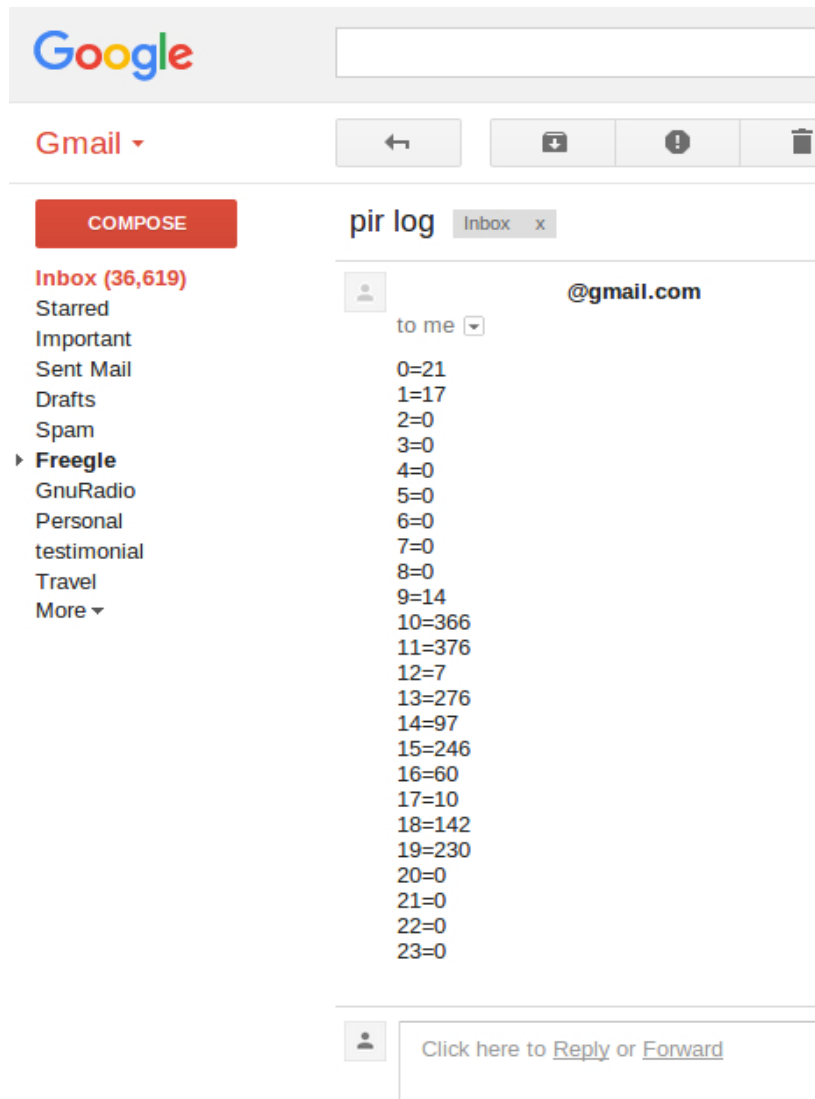 Google
Gmail
COMPOSE
Inbox (36,619)
Starred
Important
Sent Mail
Drafts
Spam
Freegle
GnuRadio
Personal
testimonial
Travel
More
pir log Inbox x
@gmail.com
to me
0=21
1=17
2=0
3=0
4=0
5=0
6=0
7=0
8=0
9=14
10=366
11=376
12=7
13=276
14=97
15=246
16=60
17=10
18=142
19=230
20=0
21=0
22=0
23=0
Click here to Reply or Forward